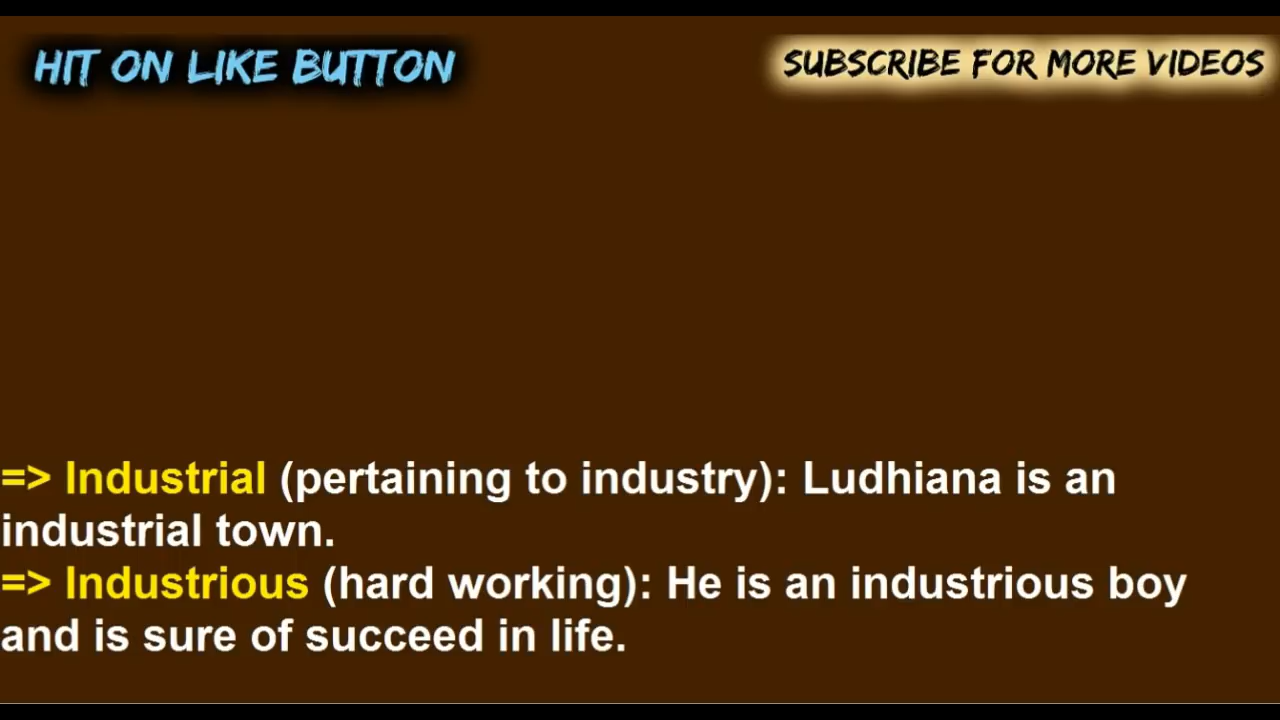 HIT ON LIKE BUTTON
SUBSCRIBE FOR MORE VIDEOS
=> Industrial (pertaining to industry): Ludhiana is an
industrial town.
=> Industrious (hard working): He is an industrious boy
and is sure of succeed in life.